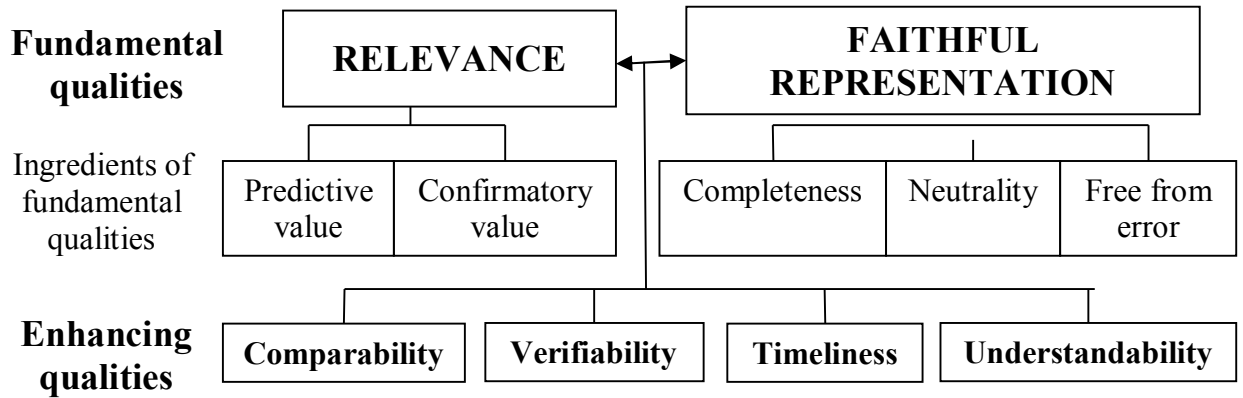 Fundamental
qualities
RELEVANCE
FAITHFUL
REPRESENTATION
Ingredients of
fundamental
qualities
Predictive
value
Confirmatory
value
Completeness
Neutrality
Free from
error
Enhancing
qualities
Comparability
Verifiability
Timeliness
Understandability